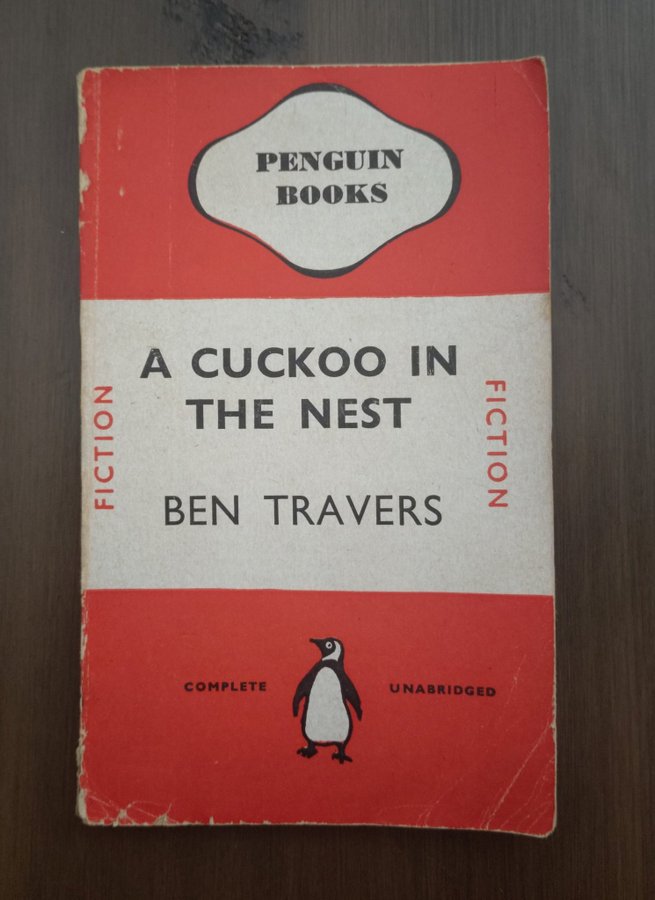 PENGUIN
BOOKS
A CUCKOO IN
THE NEST
FICTION
FICTION
BEN TRAVERS
COMPLETE
UNABRIDGED